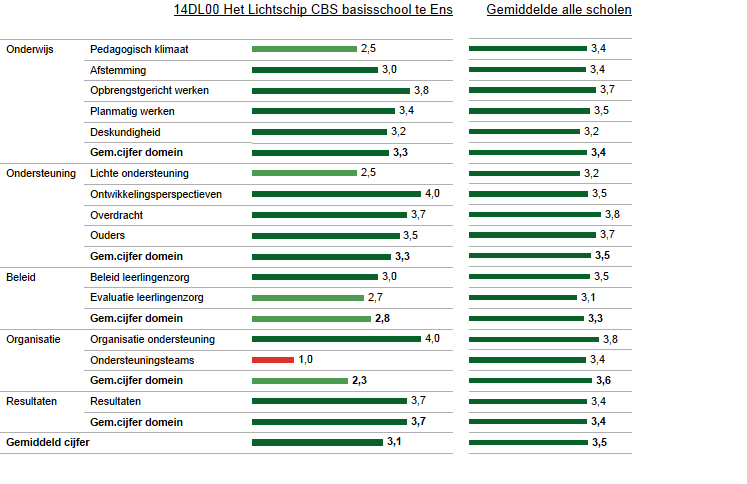 14DL00 Het Lichtschip CBS basisschool te Ens Gemiddelde alle scholen
Onderwijs Pedagogisch klimaat 2,5 3,4
Afstemming 3,0 3,4
Opbrengstgericht werken 3,8 3,7
Planmatig werken 3,4 3,5
Deskundigheid 3,2 3,2
Gem.cijfer domein 3,3 3,4
Ondersteuning Lichte ondersteuning 2,5 3,2
Ontwikkelingsperspectieven 4,0 3,5
Overdracht 3,7 3,8
Ouders 3,5 3,7
Gem.cijfer domein 3,3 3,5
Beleid Beleid leerlingenzorg 3,0 3,5
Evaluatie leerlingenzorg 2,7 3,1
Gem.cijfer domein 2,8 3,3
Organisatie Organisatie ondersteuning 4,0 3,8
Ondersteuningsteams 1,0 3,4
Gem.cijfer domein 2,3 3,6
Resultaten Resultaten 3,7 3,4
Gem.cijfer domein 3,7 3,4
Gemiddeld cijfer 3,1 3,5